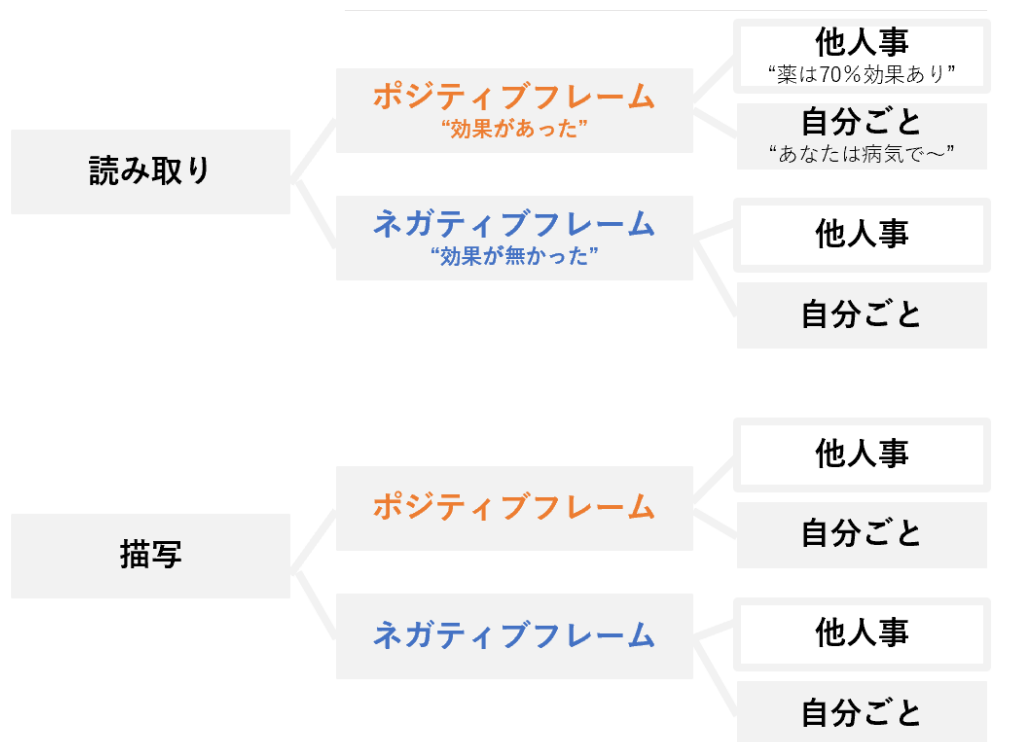 読み取り
ポジティブフレーム
“効果があった”
他人事
“薬は70％効果あり”
自分ごと
“あなたは病気で～”
ネガティブフレーム
“効果が無かった”
他人事
自分ごと
描写
ポジティブフレーム
他人事
自分ごと
ネガティブフレーム
他人事
自分ごと